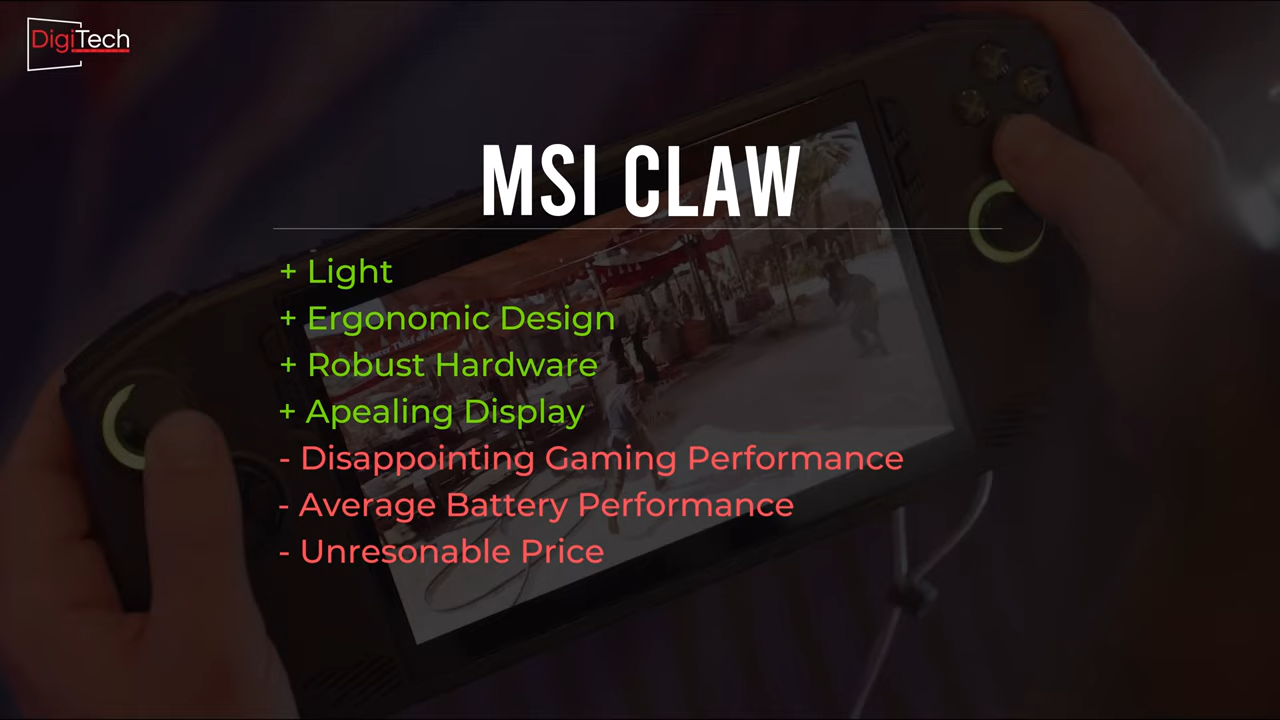 DigiTech
MSI CLAW
+ Light
+ Ergonomic Design
+ Robust Hardware
+ Apealing Display
- Disappointing Gaming Performance
- Average Battery Performance
- Unresonable Price